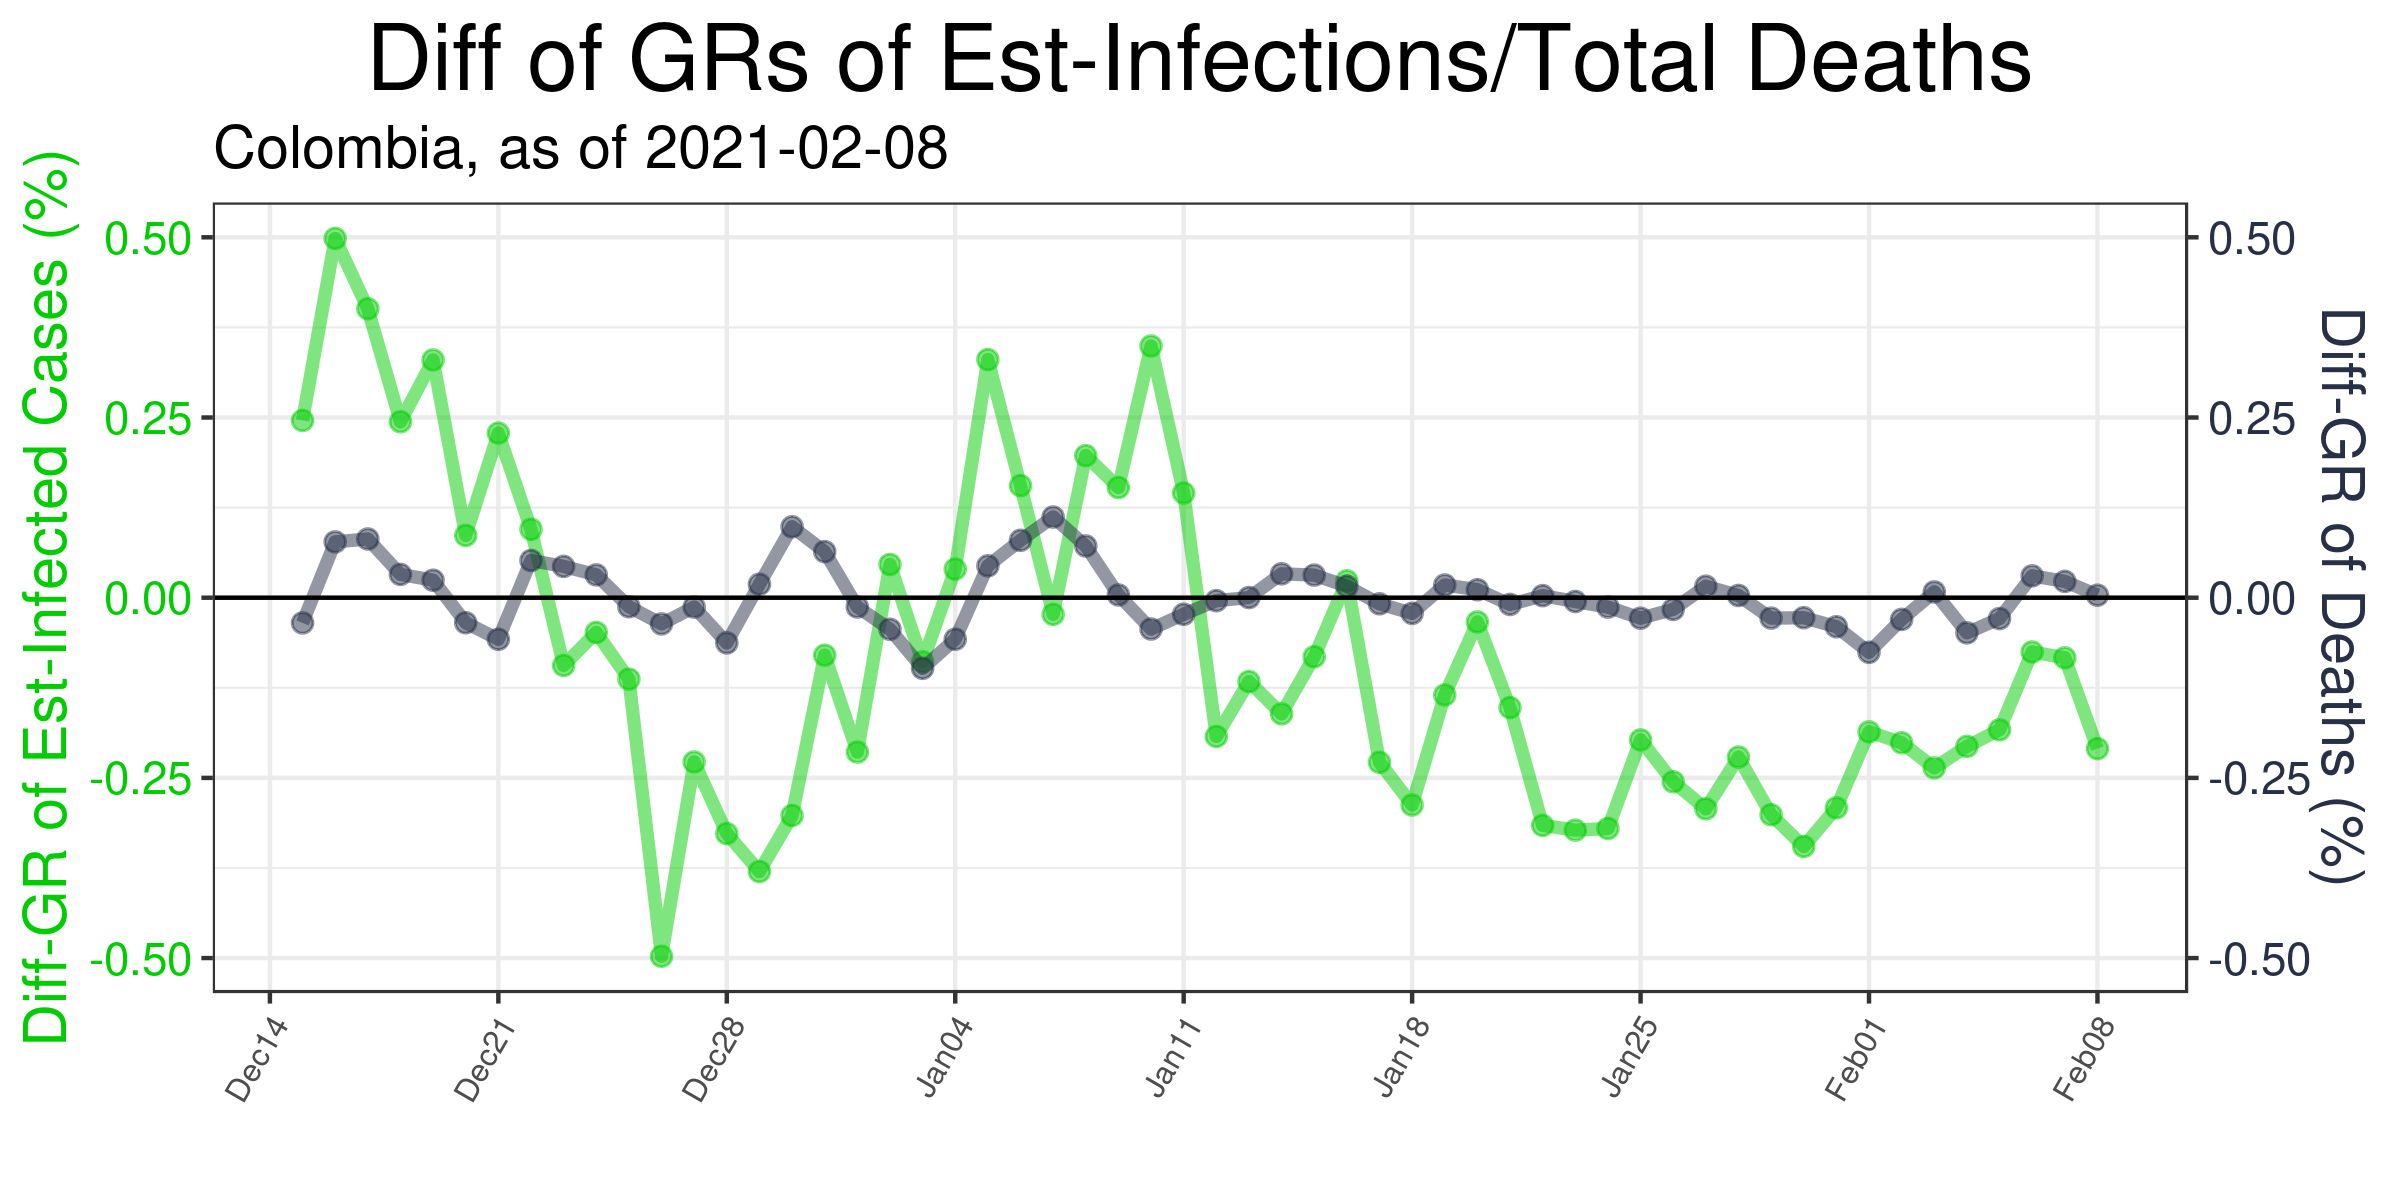 Diff of GRs of Est-Infections/Total Deaths
Colombia, as of 2021-02-08
Diff-GR of Est-Infected Cases (%)
0.50
0.25
0.00
-0.25
-0.50
0.50
0.25
0.00
-0.25
-0.50
Diff-GR of Deaths (%)
Dec14
Dec21
Dec28
Jan04
Jan11
Jan18
Jan25
Feb01
Feb08